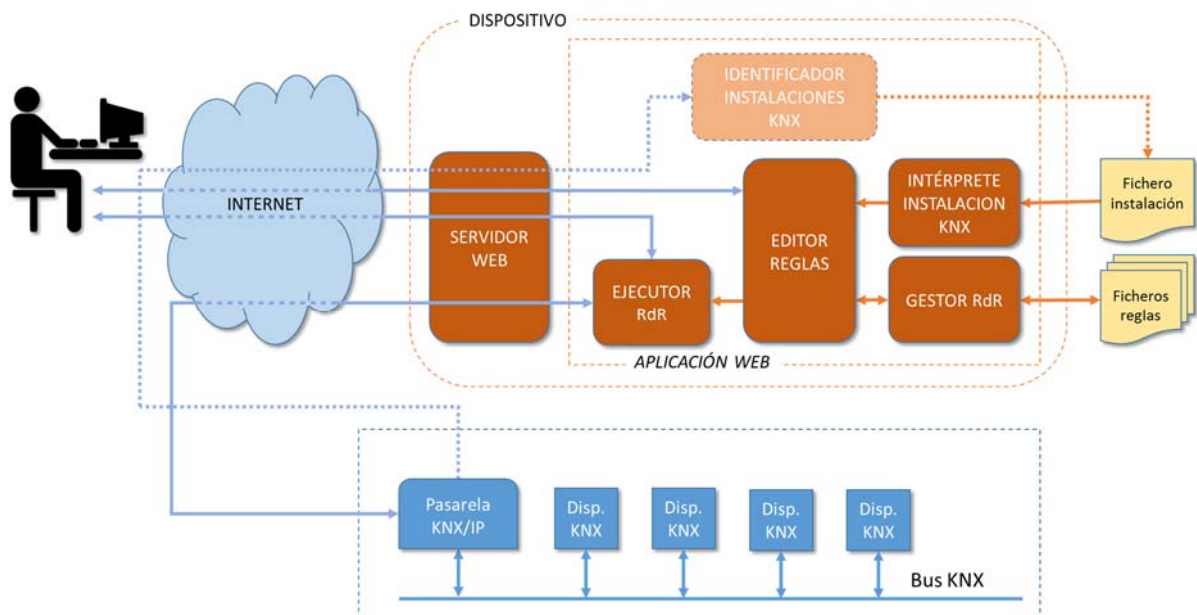 DISPOSITIVO
IDENTIFICADOR
INSTALACIONES
KNX
INTERNET
SERVIDOR
WEB
EDITOR
REGLAS
INTÉRPRETE
INSTALACION
KNX
Fichero
instalación
EJECUTOR
RdR
GESTOR RdR
Ficheros
reglas
APLICACIÓN WEB
Pasarela
KNX/IP
Disp.
KNX
Disp.
KNX
Disp.
KNX
Disp.
KNX
Bus KNX